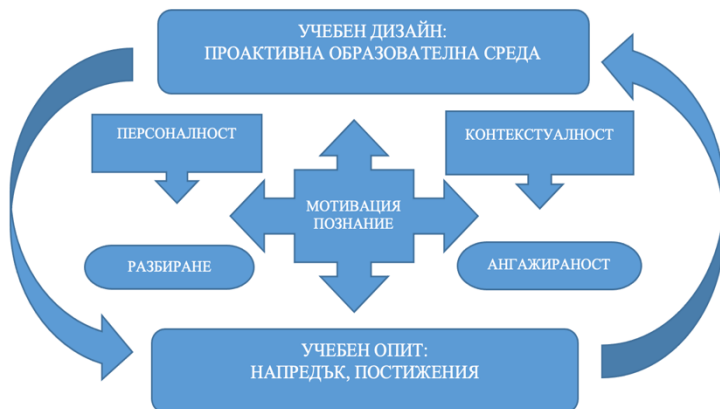 УЧЕБЕН ДИЗАЙН:
ПРОАКТИВНА ОБРАЗОВАТЕЛНА СРЕДА
ПЕРСОНАЛНОСТ
КОНТЕКСТУАЛНОСТ
МОТИВАЦИЯ
ПОЗНАНИЕ
РАЗБИРАНЕ
АНГАЖИРАНОСТ
УЧЕБЕН ОПИТ:
НАПРЕДЪК, ПОСТИЖЕНИЯ